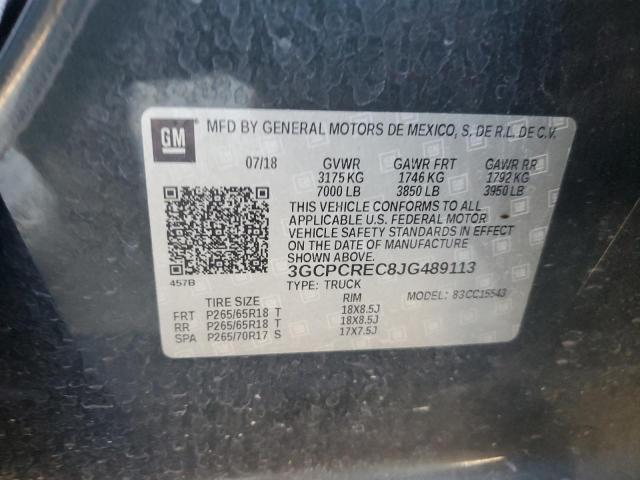 GM
MFD BY GENERAL MOTORS DE MEXICO, S. DE R.L. DE C.V.
07/18 GVWR GAWR FRT GAWR RR
3175 KG 1746 KG 1792 KG
7000 LB 3850 LB 3950 LB
THIS VEHICLE CONFORMS TO ALL
APPLICABLE U.S. FEDERAL MOTOR
VEHICLE SAFETY STANDARDS IN EFFECT
ON THE DATE OF MANUFACTURE
SHOWN ABOVE.
3GCPCREC8JG489113
457B TYPE: TRUCK MODEL: 83CC15543
TIRE SIZE RIM
FRT P265/65R18 T 18X8.5J
RR P265/65R18 T 18X8.5J
SPA P265/70R17 S 17X7.5J